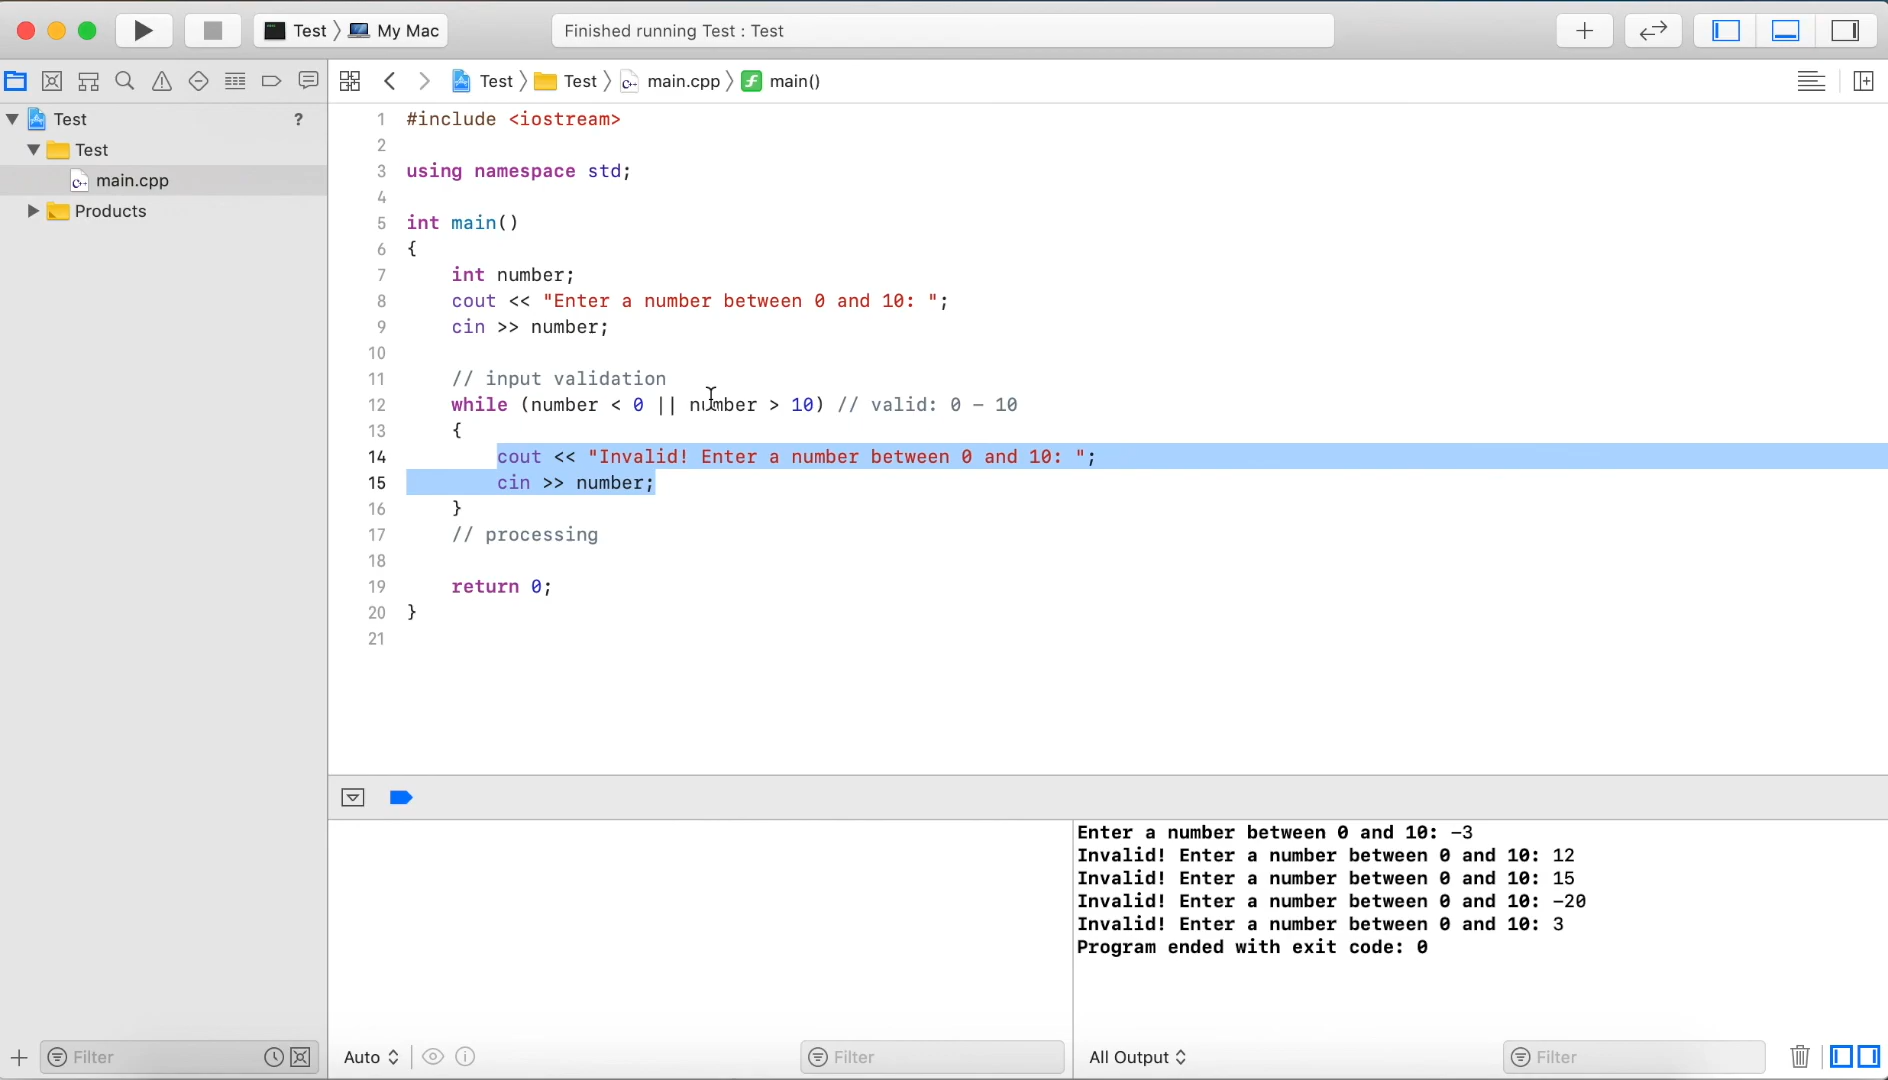 Test 〉 My Mac
Finished running Test : Test
Test 〉 Test 〉 main.cpp 〉 main()
Test ?
Test
main.cpp
Products
1 #include <iostream>
2
3 using namespace std;
4
5 int main()
6 {
7 int number;
8 cout << "Enter a number between 0 and 10: ";
9 cin >> number;
10
11 // input validation
12 while (number < 0 || number > 10) // valid: 0 - 10
13 {
14 cout << "Invalid! Enter a number between 0 and 10: ";
15 cin >> number;
16 }
17 // processing
18
19 return 0;
20 }
21
Enter a number between 0 and 10: -3
Invalid! Enter a number between 0 and 10: 12
Invalid! Enter a number between 0 and 10: 15
Invalid! Enter a number between 0 and 10: -20
Invalid! Enter a number between 0 and 10: 3
Program ended with exit code: 0
Filter
Auto
Filter
All Output
Filter